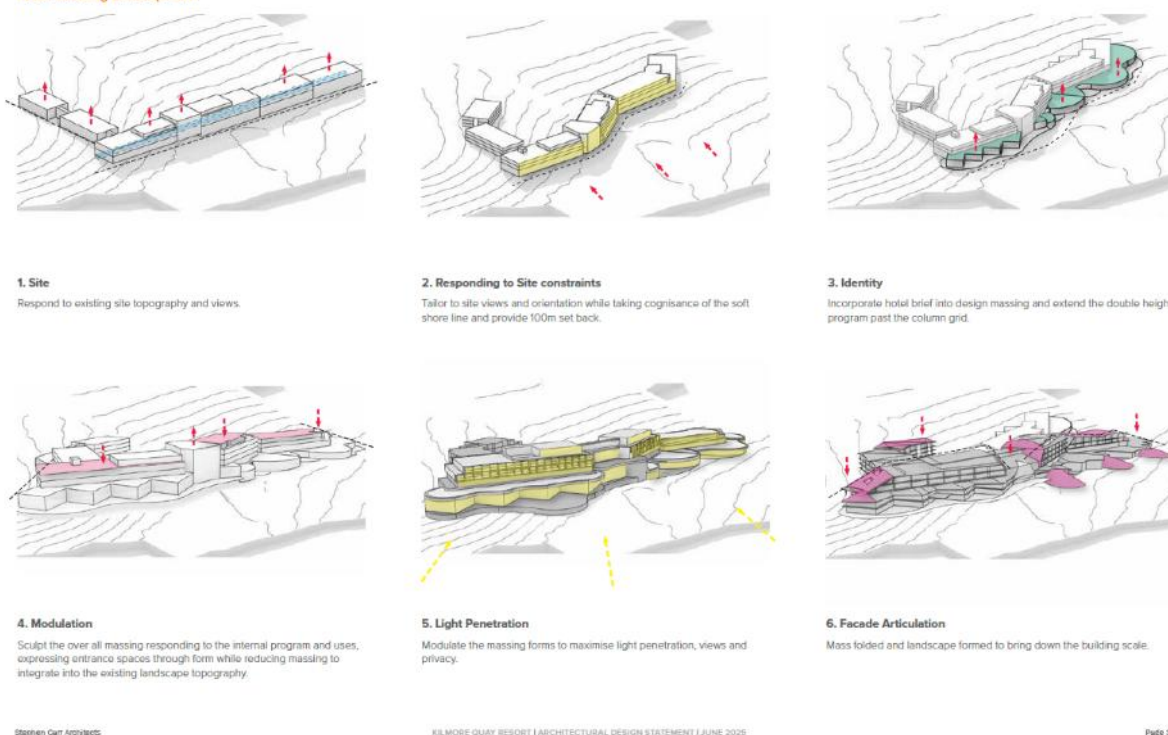 1. Site
Respond to existing site topography and views.
2. Responding to Site constraints
Tailor to site views and orientation while taking cognisance of the soft
shore line and provide 100m set back.
3. Identity
Incorporate hotel brief into design massing and extend the double heigh
program past the column grid.
4. Modulation
Sculpt the over all massing responding to the internal program and uses,
expressing entrance spaces through form while reducing massing to
integrate into the existing landscape topography.
5. Light Penetration
Modulate the massing forms to maximise light penetration, views and
privacy.
6. Facade Articulation
Mass folded and landscape formed to bring down the building scale.
Stephen Carr Architects
KILMORE QUAY RESORT | ARCHITECTURAL DESIGN STATEMENT | JUNE 2025
Page